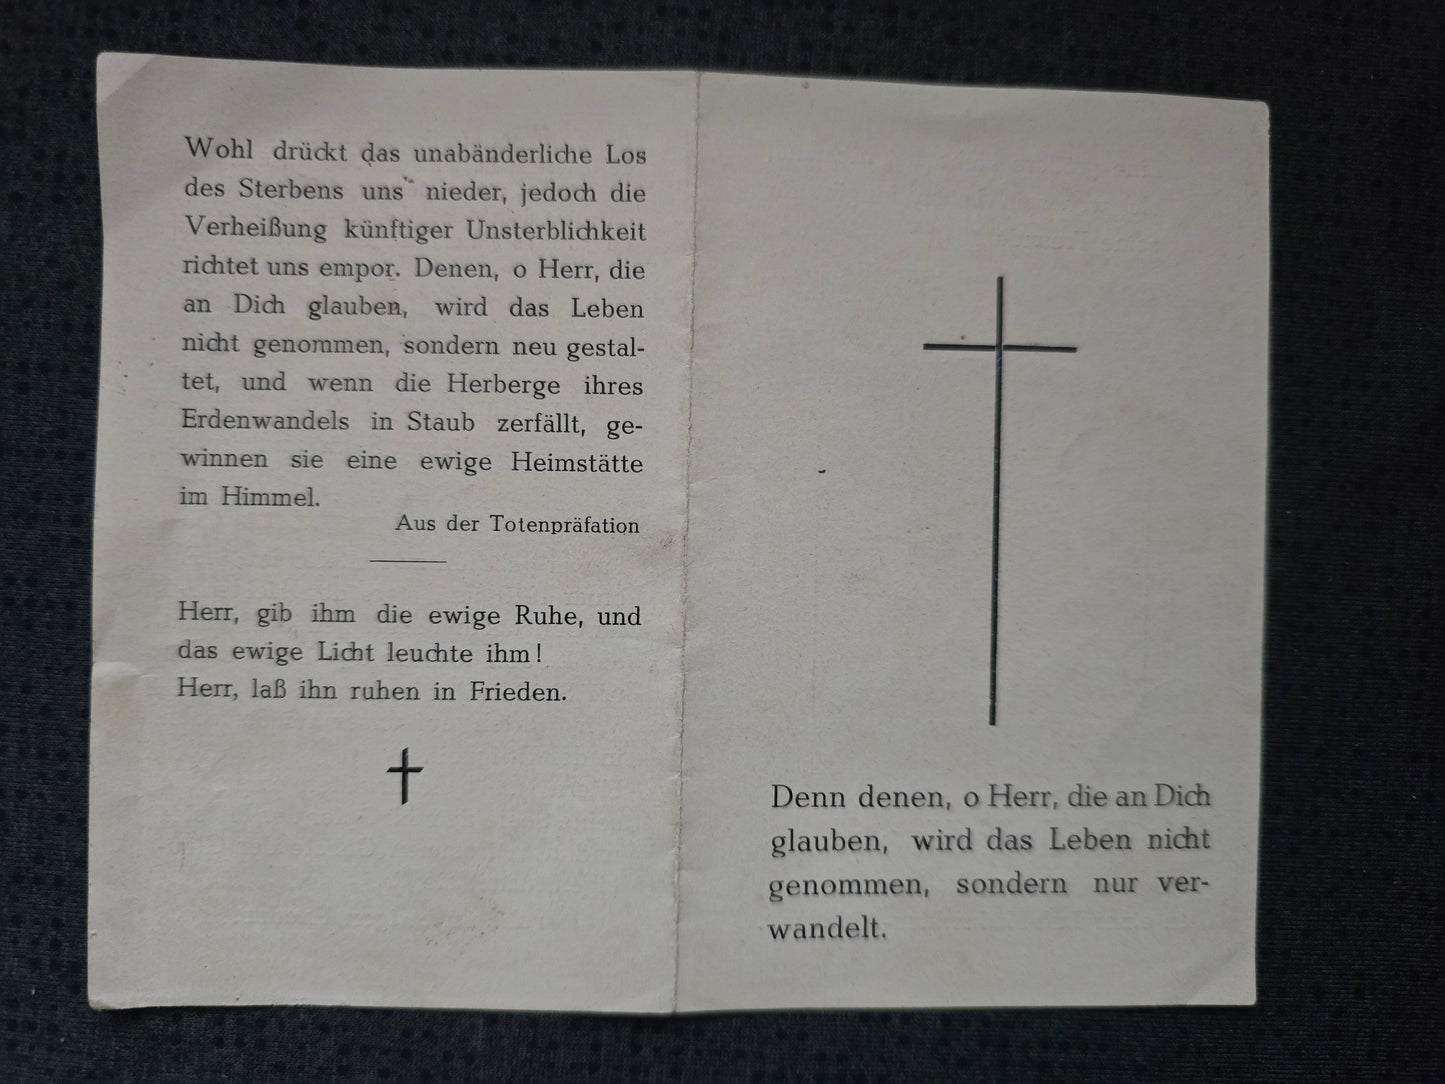 Wohl drückt das unabänderliche Los
des Sterbens uns nieder, jedoch die
Verheißung künftiger Unsterblichkeit
richtet uns empor. Denen, o Herr, die
an Dich glauben, wird das Leben
nicht genommen, sondern neu gestal-
tet, und wenn die Herberge ihres
Erdenwandels in Staub zerfällt, ge-
winnen sie eine ewige Heimstätte
im Himmel.
Aus der Totenpräfation
Herr, gib ihm die ewige Ruhe, und
das ewige Licht leuchte ihm!
Herr, laß ihn ruhen in Frieden.
Denn denen, o Herr, die an Dich
glauben, wird das Leben nicht
genommen, sondern nur ver-
wandelt.